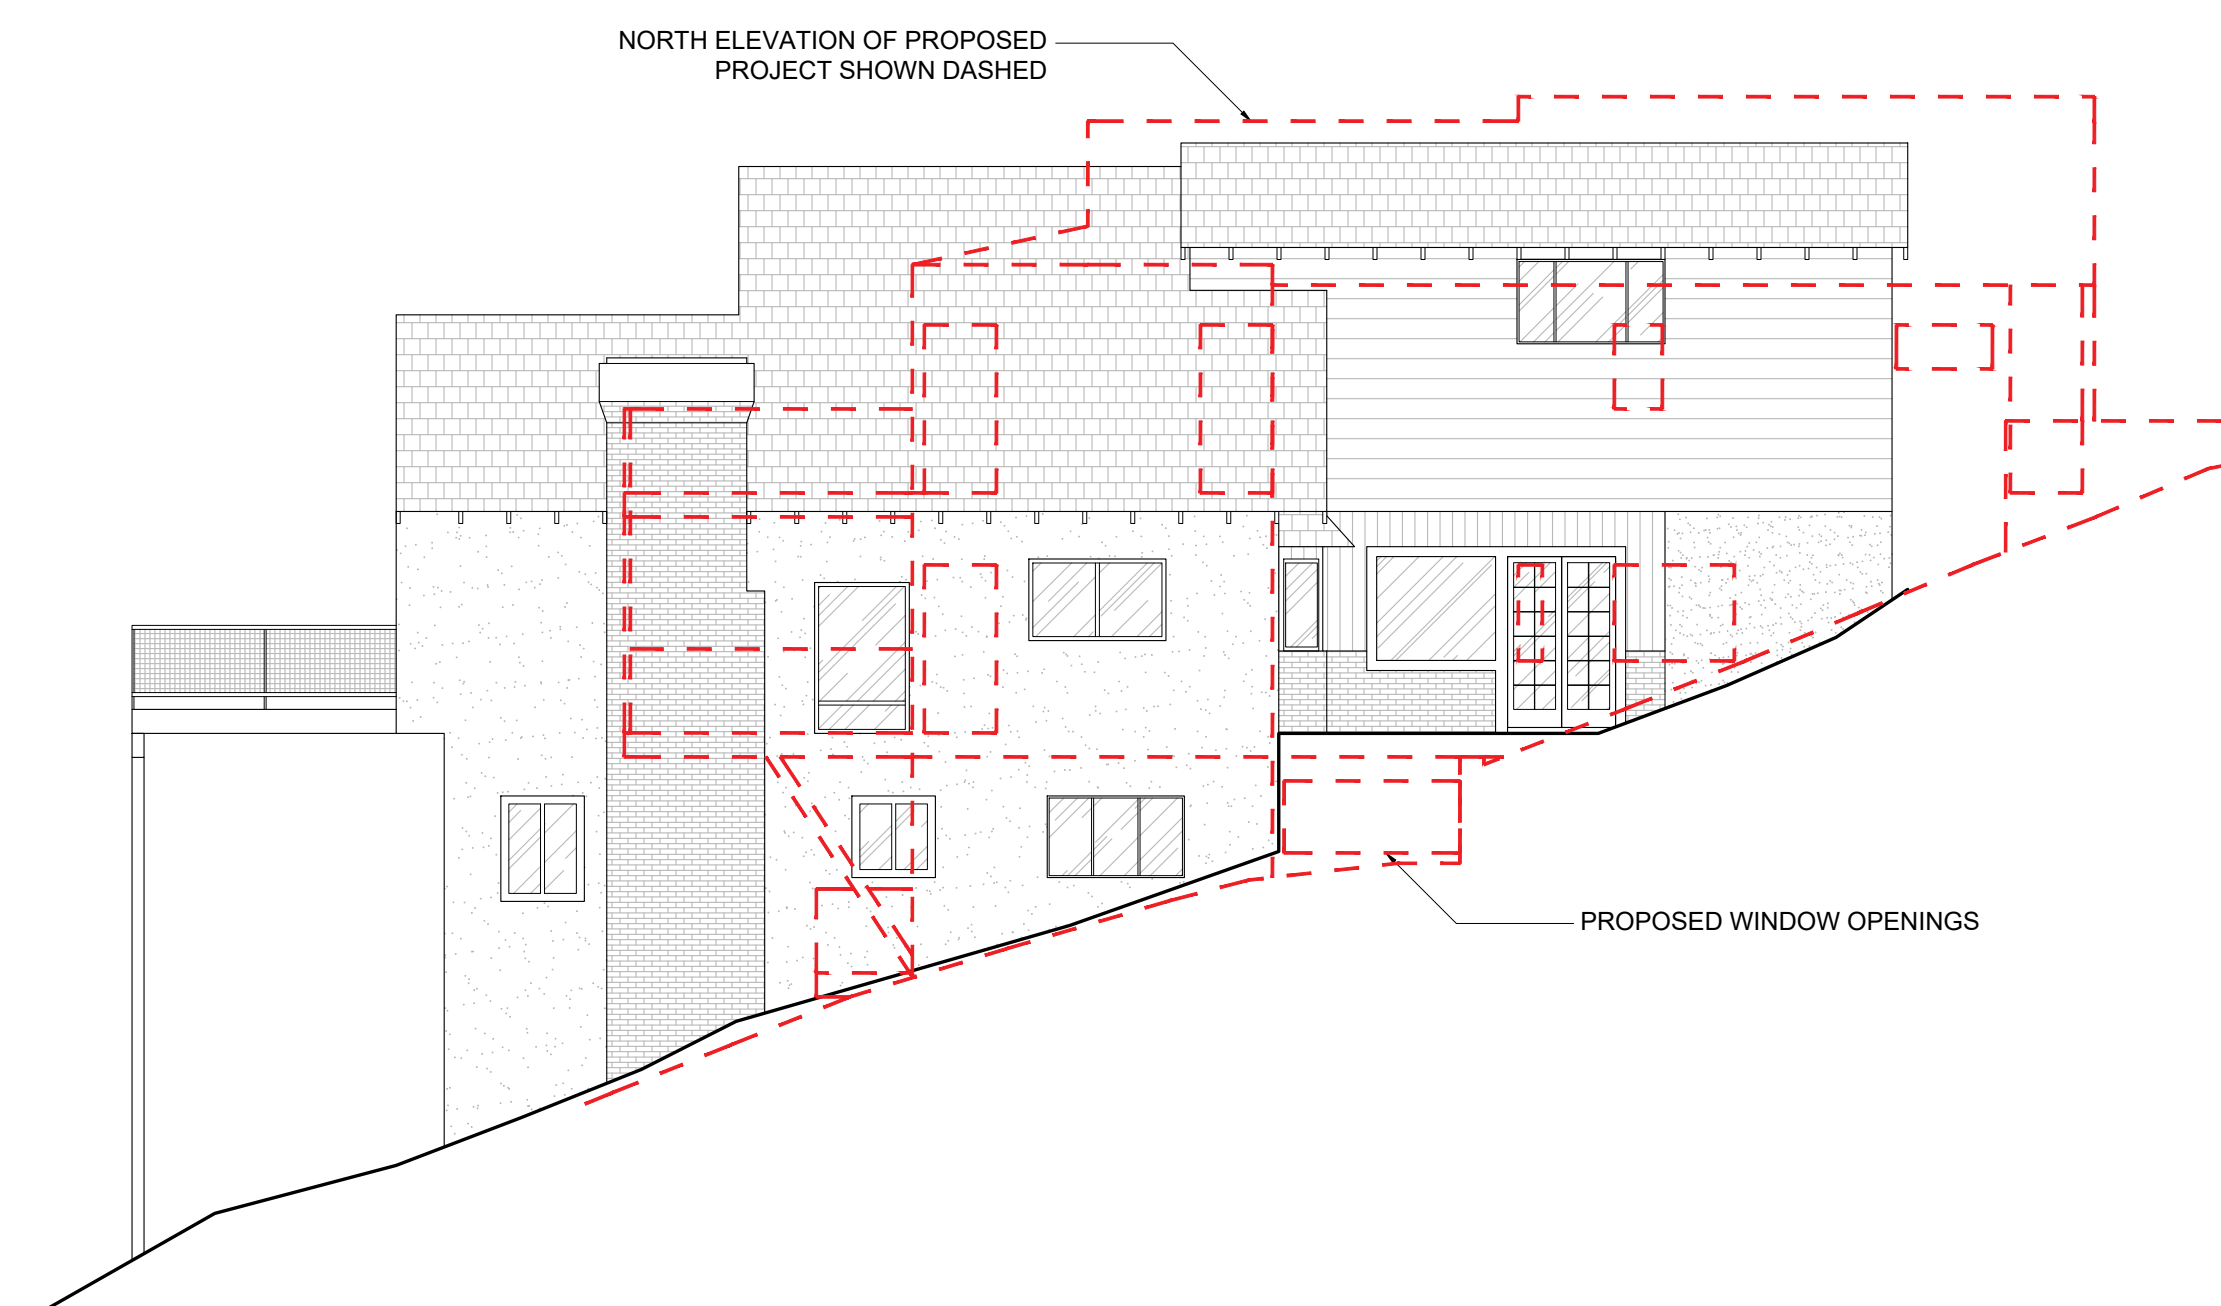 NORTH ELEVATION OF PROPOSED
PROJECT SHOWN DASHED
PROPOSED WINDOW OPENINGS